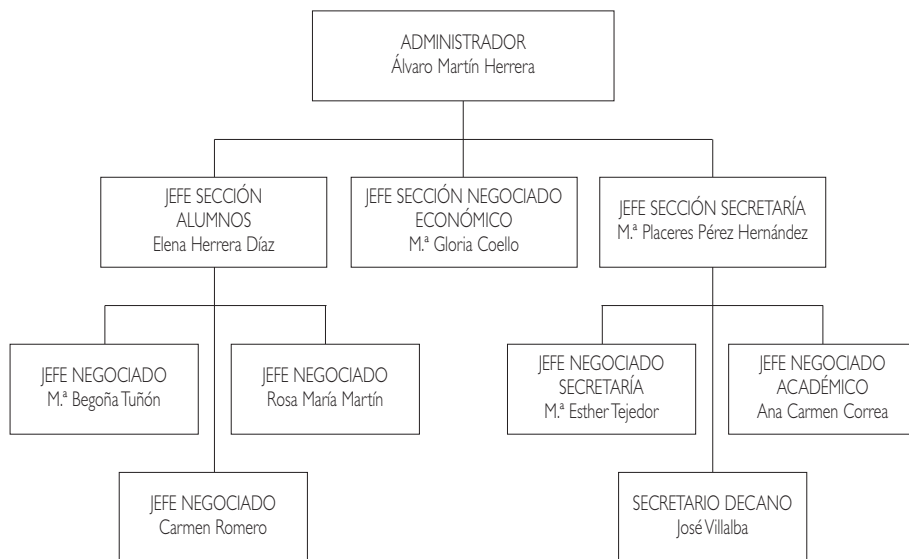 ADMINISTRADOR
Álvaro Martín Herrera
JEFE SECCIÓN
ALUMNOS
Elena Herrera Díaz
JEFE SECCIÓN NEGOCIADO
ECONÓMICO
M.ª Gloria Coello
JEFE SECCIÓN SECRETARÍA
M.ª Placeres Pérez Hernández
JEFE NEGOCIADO
M.ª Begoña Tuñón
JEFE NEGOCIADO
Rosa María Martín
JEFE NEGOCIADO
SECRETARÍA
M.ª Esther Tejedor
JEFE NEGOCIADO
ACADÉMICO
Ana Carmen Correa
JEFE NEGOCIADO
Carmen Romero
SECRETARIO DECANO
José Villalba